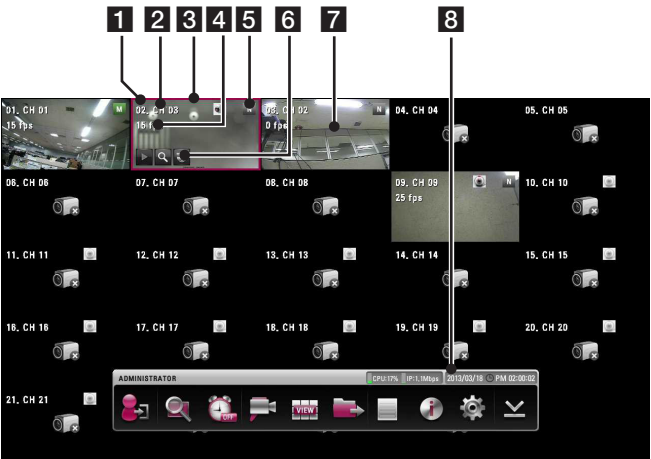 1 2 3 4 5 6 7 8
01. CH 01
M
15 fps
02. CH 03
N
15 f
03. CH 02
N
0 fps
04. CH 04
05. CH 05
06. CH 06
07. CH 07
08. CH 08
09. CH 09
N
25 fps
10. CH 10
11. CH 11
12. CH 12
13. CH 13
14. CH 14
15. CH 15
16. CH 16
17. CH 17
18. CH 18
19. CH 19
20. CH 20
21. CH 21
ADMINISTRATOR
CPU:17% IP:1.1Mbps 2013/03/18 PM 02:00:02
OFF
VIEW